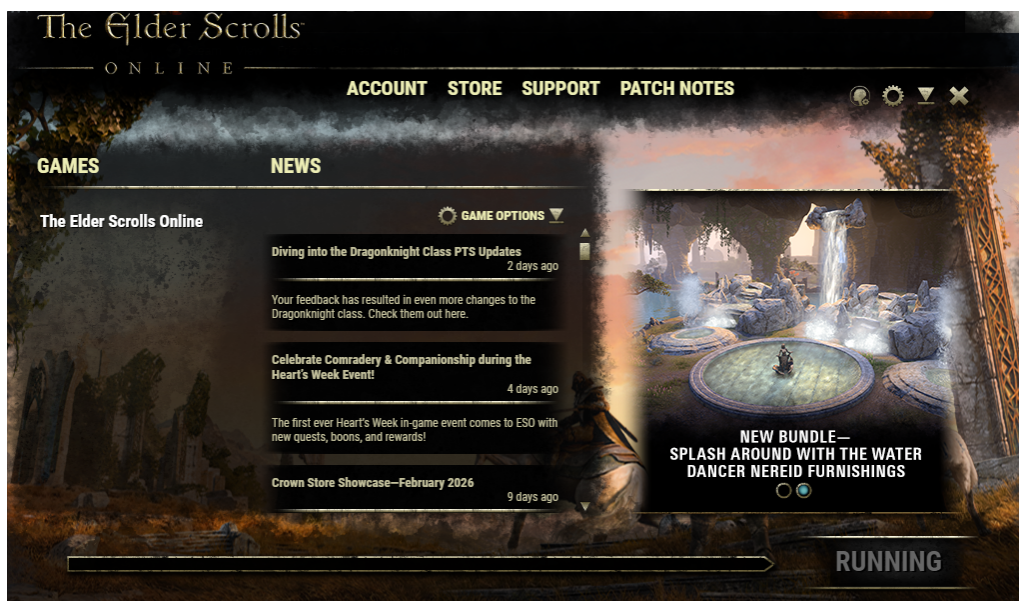 The Elder Scrolls
ONLINE
ACCOUNT STORE SUPPORT PATCH NOTES
GAMES
NEWS
The Elder Scrolls Online
GAME OPTIONS
Diving into the Dragonknight Class PTS Updates
2 days ago
Your feedback has resulted in even more changes to the
Dragonknight class. Check them out here.
Celebrate Comradery & Companionship during the
Heart's Week Event!
4 days ago
The first ever Heart's Week in-game event comes to ESO with
new quests, boons, and rewards!
Crown Store Showcase—February 2026
9 days ago
NEW BUNDLE—
SPLASH AROUND WITH THE WATER
DANCER NEREID FURNISHINGS
RUNNING